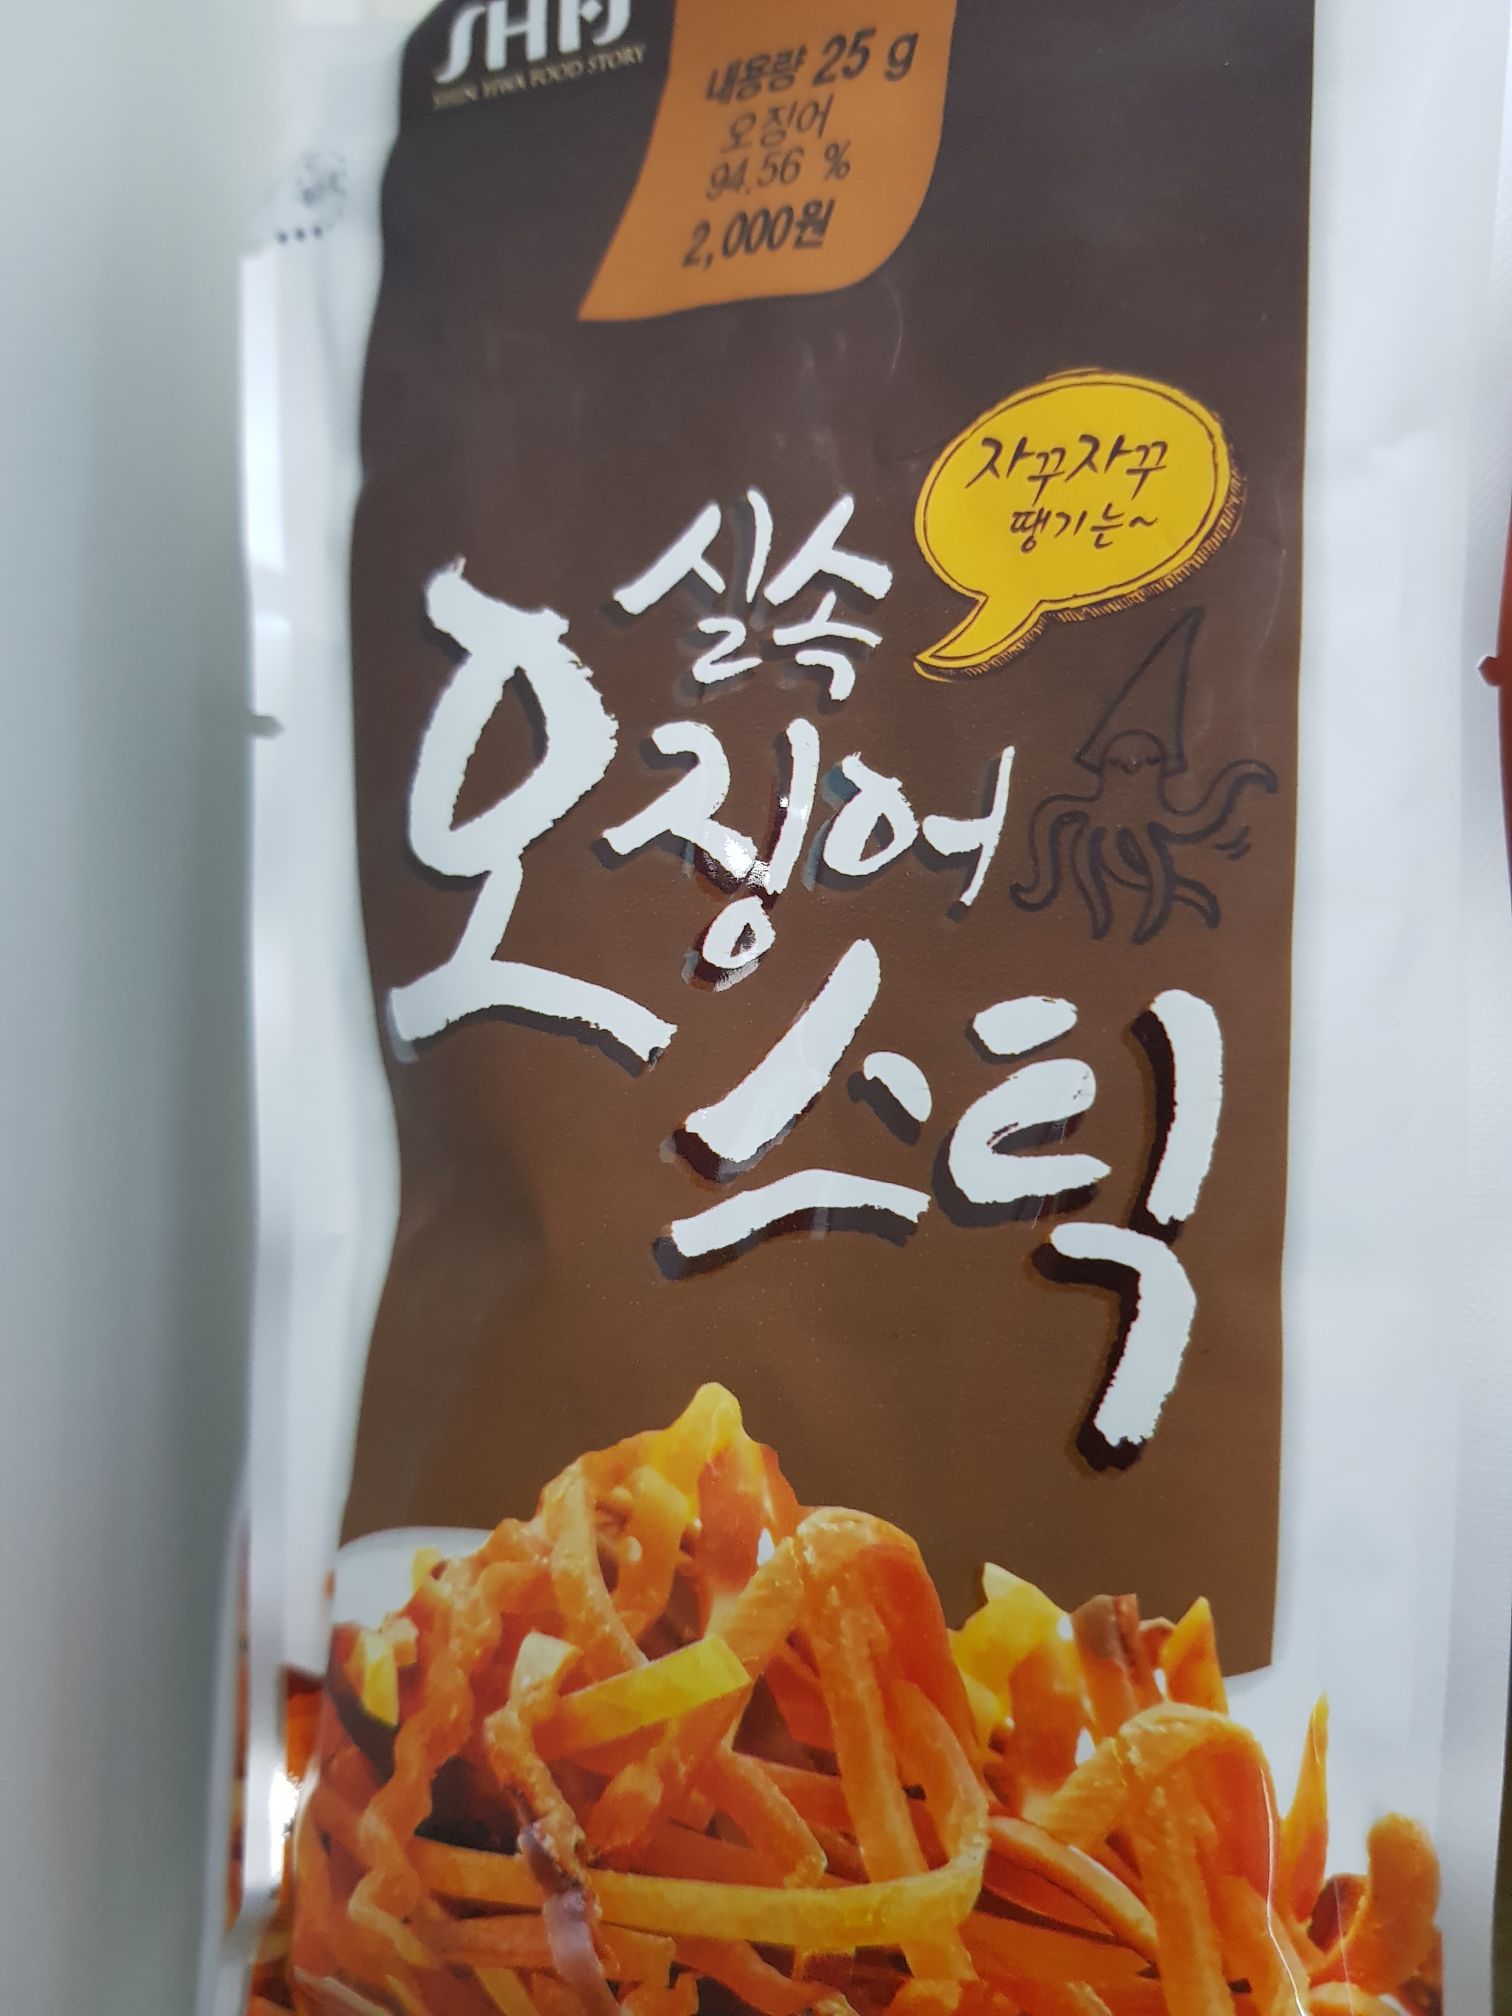 SHF
SHIN HWA FOOD STORY
내용량 25 g
오징어
94.56 %
2,000원
자꾸자꾸
땡기는~
실속
오징어
스틱